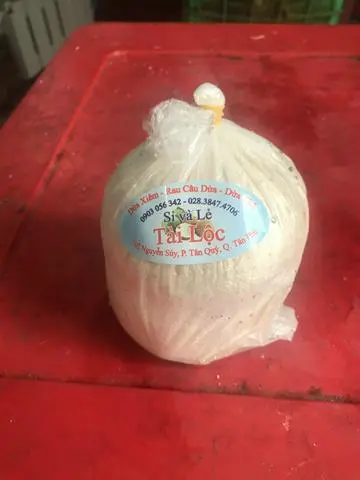 Dừa Xiêm - Rau Câu Dừa - Dừa
0903 056 342 - 028.3847.4706
Sỉ và Lẻ
Tài Lộc
Nguyễn Súy, P. Tân Quý, Q. Tân Phú